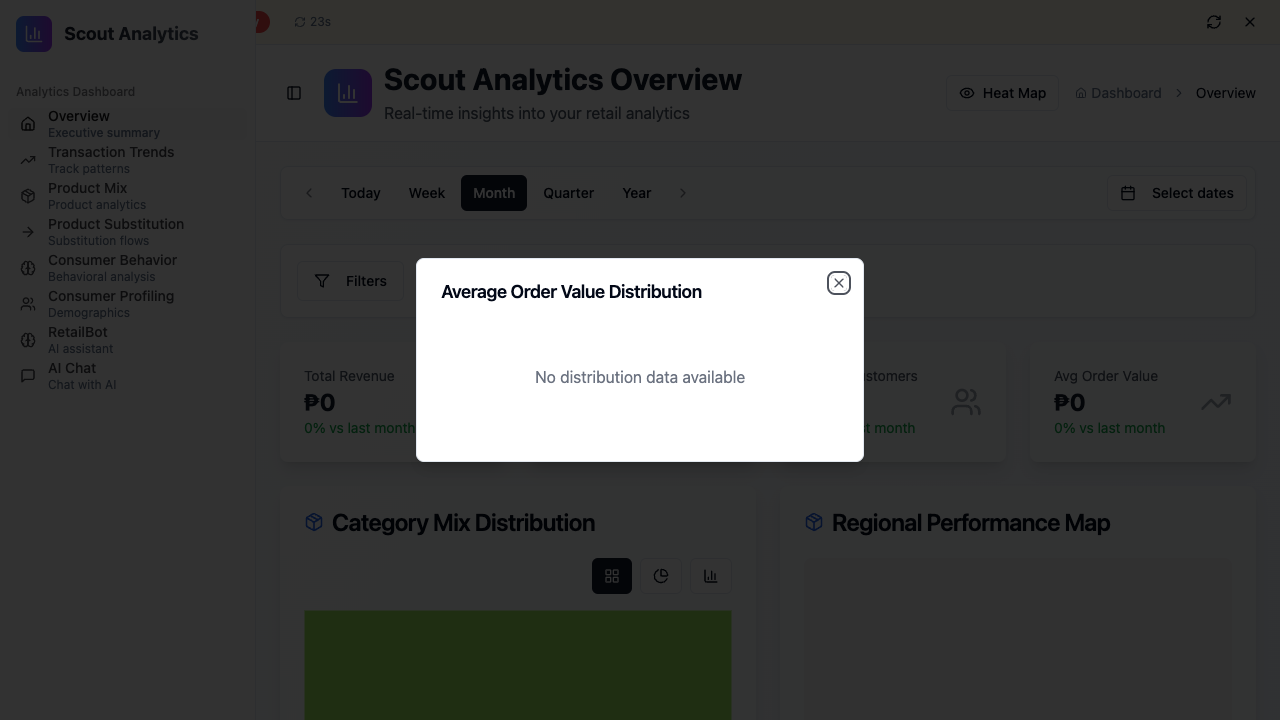 Scout Analytics
23s
Analytics Dashboard
Overview
Executive summary
Transaction Trends
Track patterns
Product Mix
Product analytics
Product Substitution
Substitution flows
Consumer Behavior
Behavioral analysis
Consumer Profiling
Demographics
RetailBot
AI assistant
AI Chat
Chat with AI
Scout Analytics Overview
Real-time insights into your retail analytics
Heat Map
Dashboard
Overview
Today Week Month Quarter Year
Select dates
Filters
Average Order Value Distribution
No distribution data available
Total Revenue
₱0
0% vs last month
Avg Order Value
₱0
0% vs last month
Category Mix Distribution
Regional Performance Map